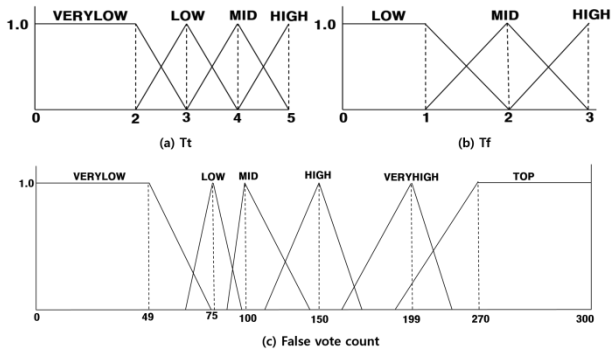 VERYLOW LOW MID HIGH
1.0
0 2 3 4 5
(a) Tt
LOW MID HIGH
1.0
0 1 2 3
(b) Tf
VERYLOW LOW MID HIGH VERYHIGH TOP
1.0
0 49 75 100 150 199 270 300
(c) False vote count